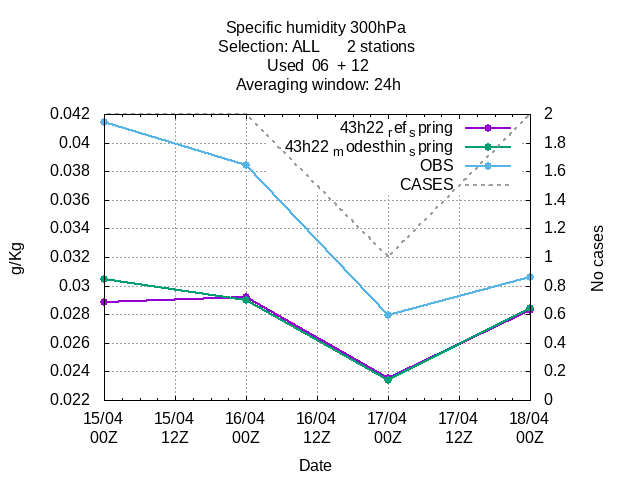 Specific humidity 300hPa
Selection: ALL 2 stations
Used 06 + 12
Averaging window: 24h
43h22 ref spring
43h22 modesthin spring
OBS
CASES
0.042
0.04
0.038
0.036
0.034
0.032
0.03
0.028
0.026
0.024
0.022
2
1.8
1.6
1.4
1.2
1
0.8
0.6
0.4
0.2
0
g/Kg
No cases
15/04 15/04 16/04 16/04 17/04 17/04 18/04
00Z 12Z 00Z 12Z 00Z 12Z 00Z
Date